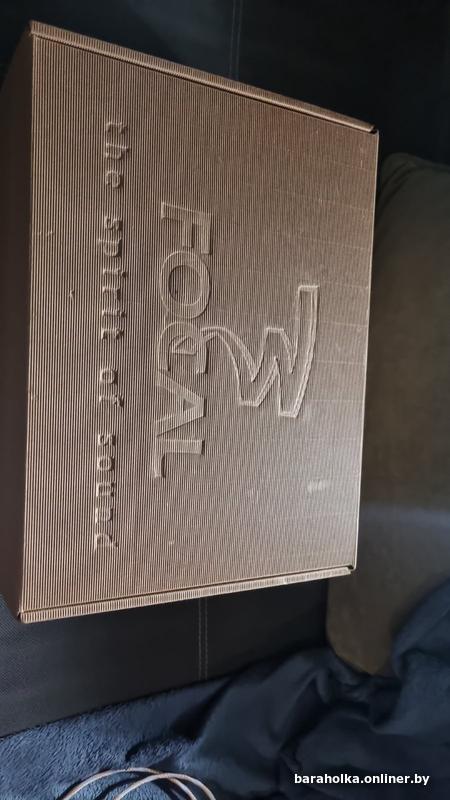 FOCAL
the spirit of sound
baraholka.onliner.by